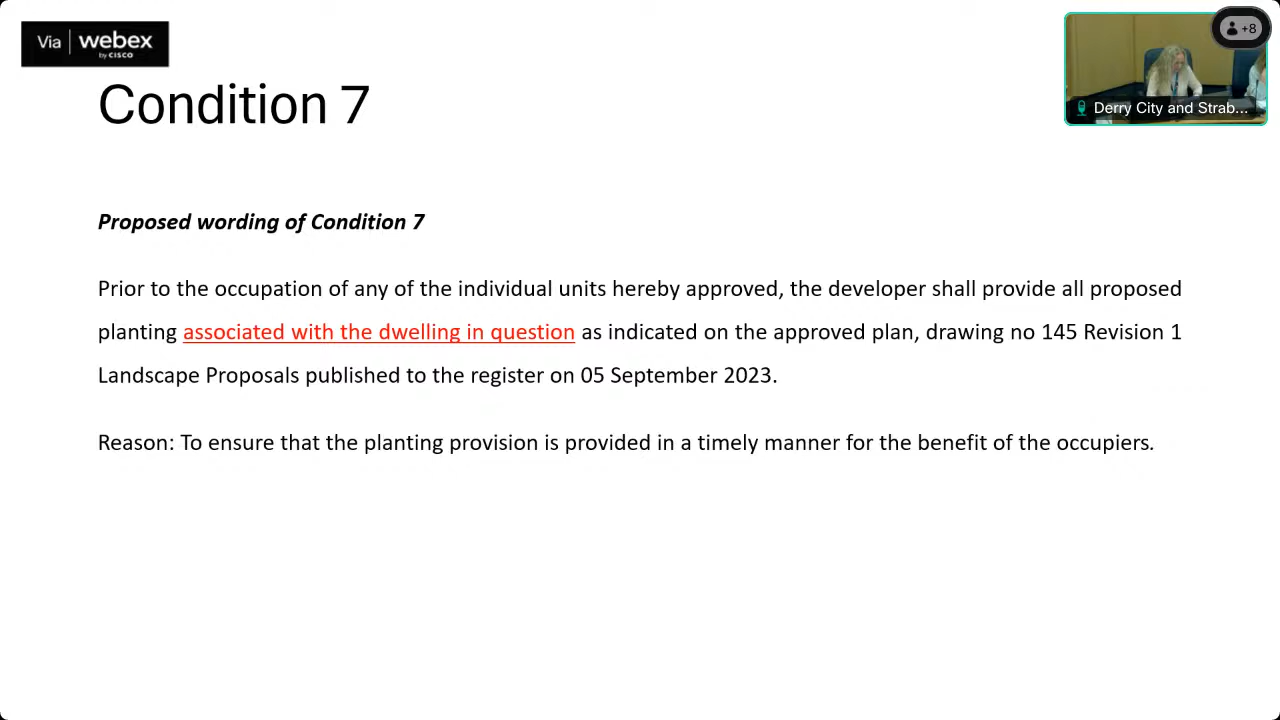 Via webex
by CISCO
+8
Derry City and Strab...
Condition 7
Proposed wording of Condition 7
Prior to the occupation of any of the individual units hereby approved, the developer shall provide all proposed
planting associated with the dwelling in question as indicated on the approved plan, drawing no 145 Revision 1
Landscape Proposals published to the register on 05 September 2023.
Reason: To ensure that the planting provision is provided in a timely manner for the benefit of the occupiers.